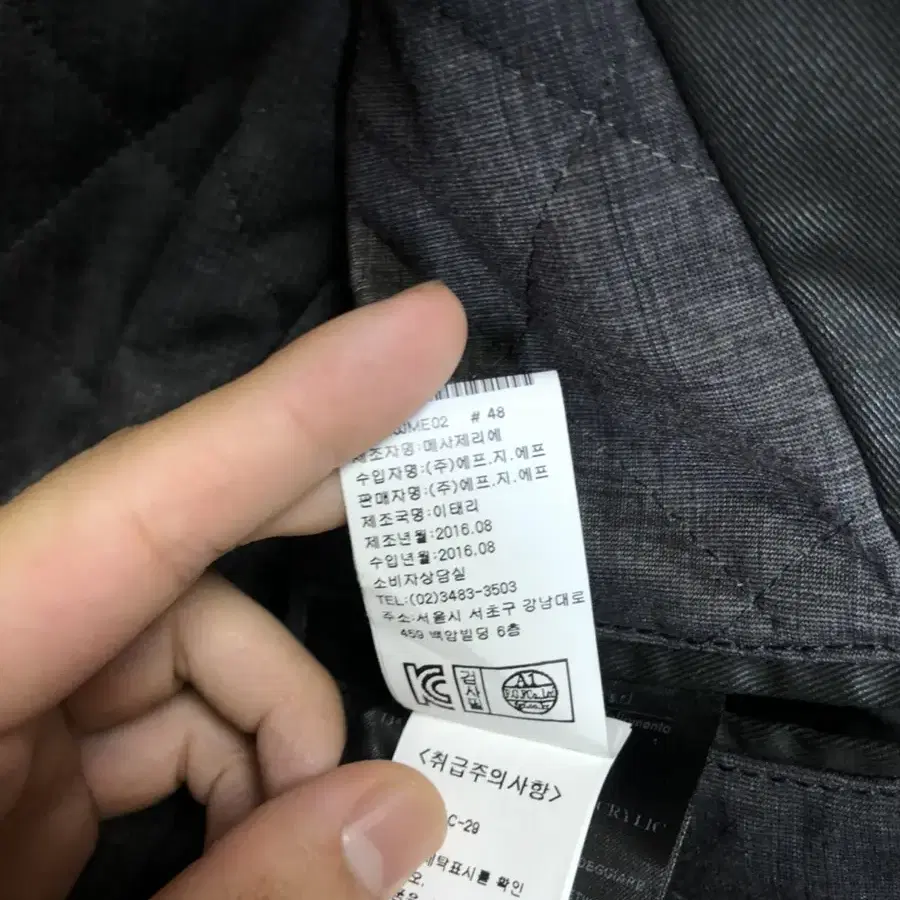 # 48
제조자명:메사제리에
수입자명:(주)에프.지.에프
판매자명:(주)에프.지.에프
제조국명:이태리
제조년월:2016.08
수입년월:2016.08
소비자상담실
TEL:(02)3483-3503
주소:서울시 서초구 강남대로
459 백암빌딩 6층
검사필
A1
<취급주의사항>
C-29
확인